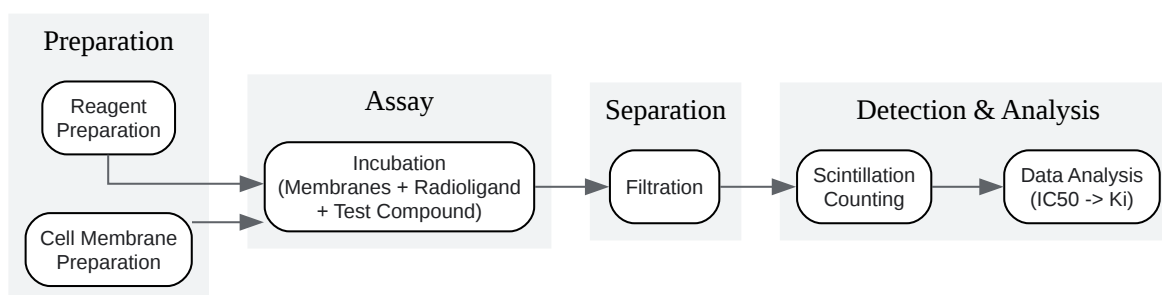 Preparation
Reagent
Preparation
Cell Membrane
Preparation
Assay
Incubation
(Membranes + Radioligand
+ Test Compound)
Separation
Filtration
Detection & Analysis
Scintillation
Counting
Data Analysis
(IC50 -> Ki)